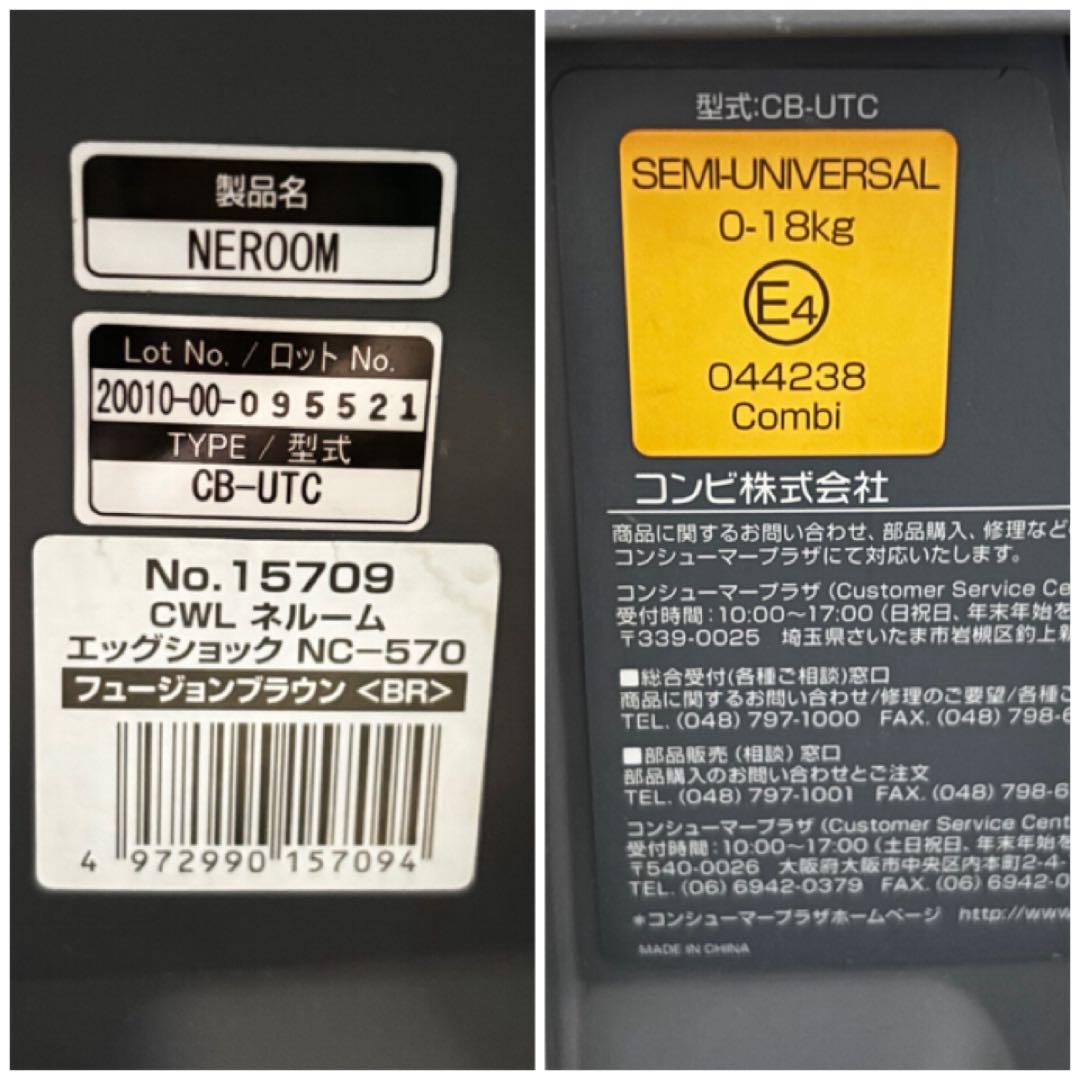 製品名
NEROOM
Lot No. / ロット No.
20010-00-095521
TYPE / 型式
CB-UTC
No.15709
CWL ネルーム
エッグショック NC-570
フュージョンブラウン <BR>
4 972990 157094
型式:CB-UTC
SEMI-UNIVERSAL
0-18kg
E4
044238
Combi
コンビ株式会社
商品に関するお問い合わせ、部品購入、修理など
コンシューマープラザにて対応いたします。
コンシューマープラザ (Customer Service Ce
受付時間:10:00〜17:00 (日祝日、年末年始を
〒339-0025 埼玉県さいたま市岩槻区釣上新
■総合受付(各種ご相談)窓口
商品に関するお問い合わせ/修理のご要望/各種ご
TEL. (048) 797-1000 FAX. (048) 798-6
■部品販売 (相談) 窓口
部品購入のお問い合わせとご注文
TEL. (048) 797-1001 FAX. (048) 798-6
コンシューマープラザ (Customer Service Cent
受付時間:10:00〜17:00 (土日祝日、年末年始を
〒540-0026 大阪府大阪市中央区内本町2-4-
TEL. (06) 6942-0379 FAX. (06) 6942-0
*コンシューマープラザホームページ http://www
MADE IN CHINA